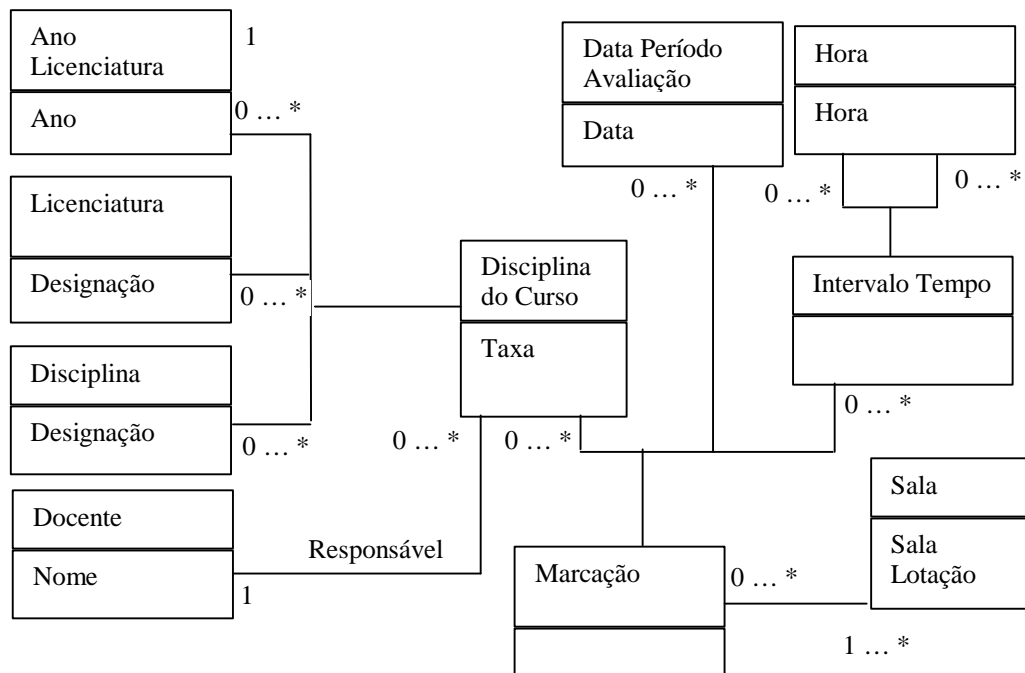 Ano
Licenciatura
1
Ano
0 … *
Licenciatura
Designação
0 … *
Disciplina
Designação
0 … *
Docente
Nome
1
Responsável
Disciplina
do Curso
Taxa
0 … *
0 … *
Data Período
Avaliação
Data
0 … *
Hora
Hora
0 … *
0 … *
Intervalo Tempo
0 … *
Marcação
0 … *
Sala
Sala
Lotação
1 … *